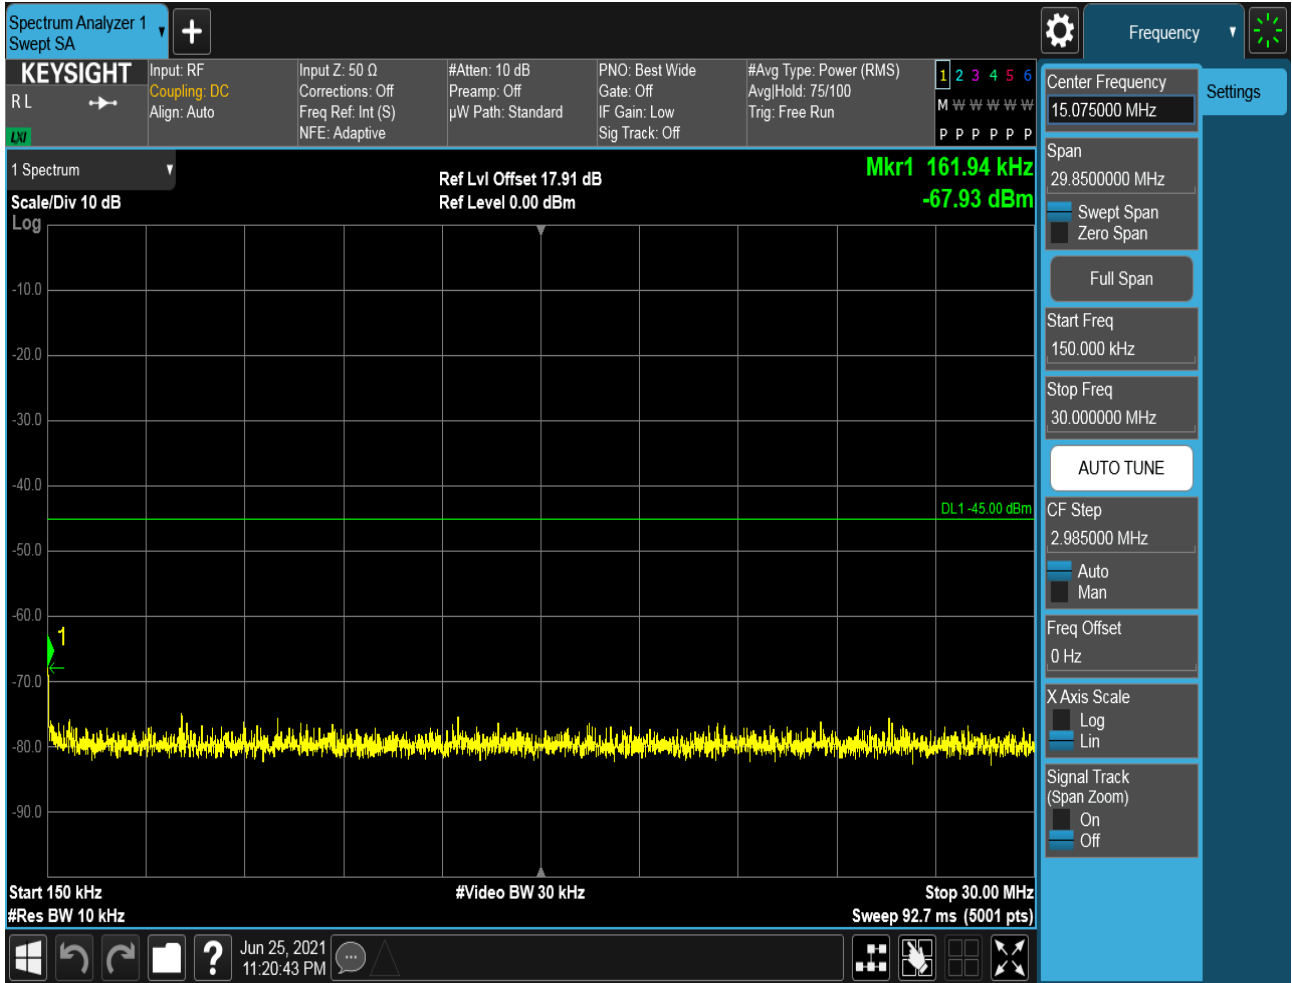 Spectrum Analyzer 1
Swept SA
+
Frequency
KEYSIGHT
R L
LXI
Input: RF
Coupling: DC
Align: Auto
Input Z: 50 Ω
Corrections: Off
Freq Ref: Int (S)
NFE: Adaptive
#Atten: 10 dB
Preamp: Off
µW Path: Standard
PNO: Best Wide
Gate: Off
IF Gain: Low
Sig Track: Off
#Avg Type: Power (RMS)
Avg|Hold: 75/100
Trig: Free Run
1 2 3 4 5 6
M W W W W W
P P P P P P
1 Spectrum
Scale/Div 10 dB
Log
Ref Lvl Offset 17.91 dB
Ref Level 0.00 dBm
Mkr1 161.94 kHz
-67.93 dBm
-10.0
-20.0
-30.0
-40.0
DL1 -45.00 dBm
-50.0
-60.0
1
-70.0
-80.0
-90.0
Start 150 kHz
#Video BW 30 kHz
Stop 30.00 MHz
#Res BW 10 kHz
Sweep 92.7 ms (5001 pts)
Center Frequency
15.075000 MHz
Settings
Span
29.8500000 MHz
Swept Span
Zero Span
Full Span
Start Freq
150.000 kHz
Stop Freq
30.000000 MHz
AUTO TUNE
CF Step
2.985000 MHz
Auto
Man
Freq Offset
0 Hz
X Axis Scale
Log
Lin
Signal Track
(Span Zoom)
On
Off
?
Jun 25, 2021
11:20:43 PM